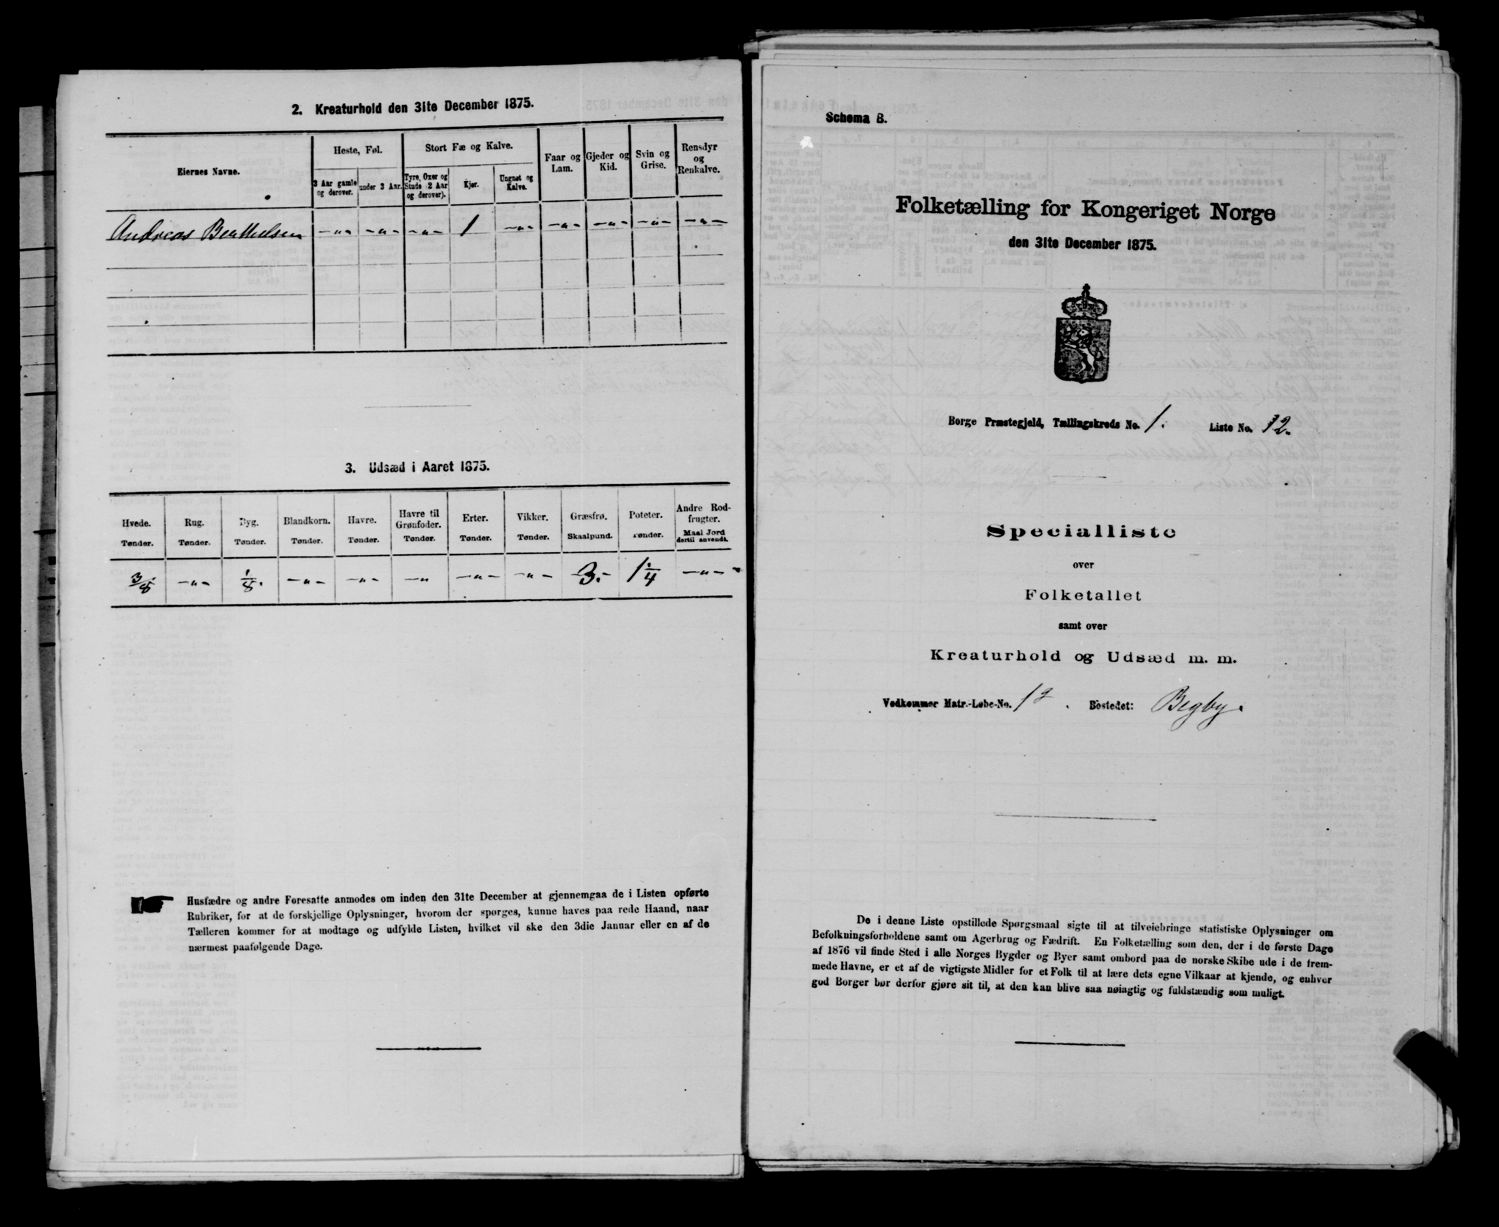 2. Kreaturhold den 31te December 1875.
Eiernes Navne.
Heste, Føl.
Stort Fæ og Kalve.
Faar og Lam.
Gjeder og Kid.
Svin og Grise.
Rensdyr og Renkalve.
3 Aar gamle og derover.
under 3 Aar.
Tyre, Oxer og Stude (2 Aar og derover).
Kjør.
Ungnøt og Kalve.
Andreas Berthelsen —"— —"— —"— 1 —"— —"— —"— —"— —"—
3. Udsæd i Aaret 1875.
Hvede. Rug. Byg. Blandkorn. Havre. Havre til Grønfoder. Erter. Vikker. Græsfrø. Poteter. Andre Rodfrugter.
Tønder. Tønder. Tønder. Tønder. Tønder. Tønder. Tønder. Tønder. Skaalpund. Tønder. Maal Jord dertil anvendt.
3/8 —"— 1/8. —"— —"— —"— —"— —"— 3.— 1 1/4 —"—
Husfædre og andre Foresatte anmodes om inden den 31te December at gjennemgaa de i Listen opførte
Rubriker, for at de forskjellige Oplysninger, hvorom der spørges, kunne haves paa rede Haand, naar
Tælleren kommer for at modtage og udfylde Listen, hvilket vil ske den 3die Januar eller en af de
nærmest paafølgende Dage.
Schema B.
Folketælling for Kongeriget Norge
den 31te December 1875.
Borge Præstegjeld, Tællingskreds No. 1. Liste No. 12.
Specialliste
over
Folketallet
samt over
Kreaturhold og Udsæd m. m.
Vedkommer Matr.-Løbe-No. 12. Bostedet: Begby.
De i denne Liste opstillede Spørgsmaal sigte til at tilveiebringe statistiske Oplysninger om
Befolkningsforholdene samt om Agerbrug og Fædrift. En Folketælling som den, der i de første Dage
af 1876 vil finde Sted i alle Norges Bygder og Byer samt ombord paa de norske Skibe ude i de frem-
mede Havne, er et af de vigtigste Midler for et Folk til at lære dets egne Vilkaar at kjende, og enhver
god Borger bør derfor gjøre sit til, at den kan blive saa nøiagtig og fuldstændig som muligt.